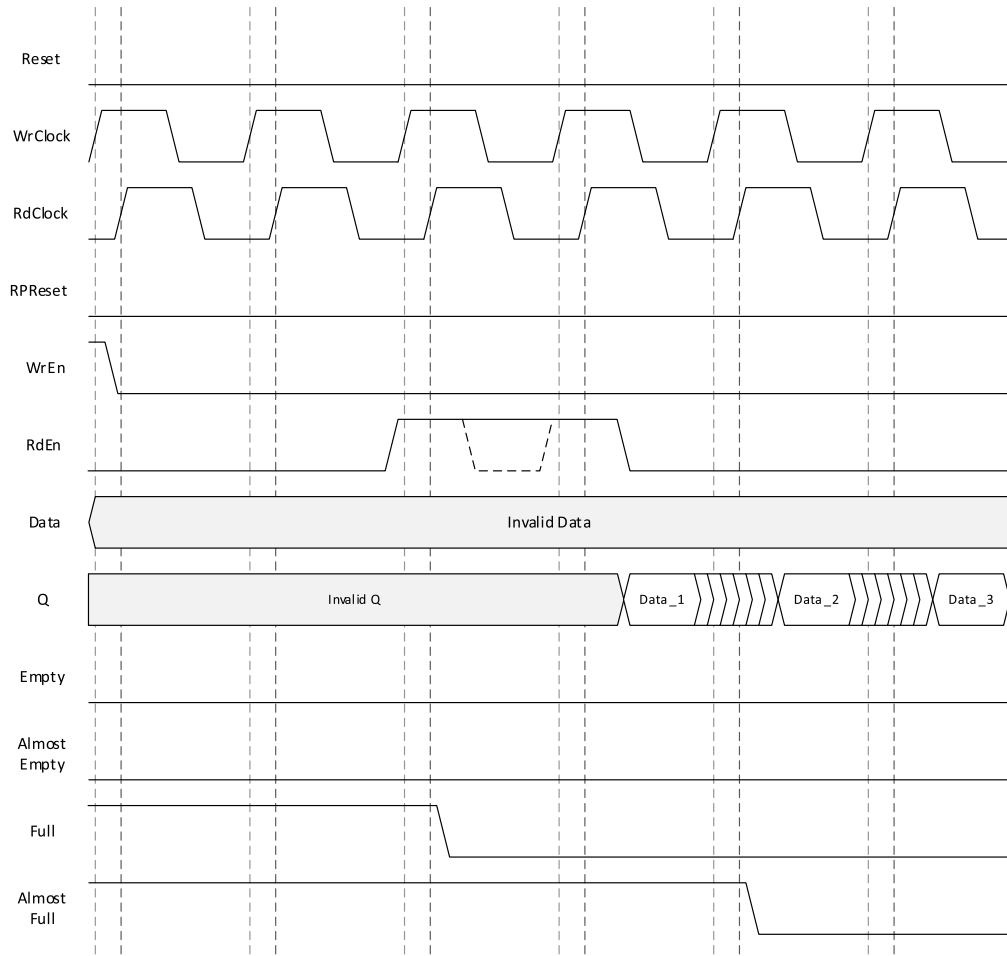 Reset
WrClock
RdClock
RPReset
WrEn
RdEn
Data
Invalid Data
Q
Invalid Q
Data_1
Data_2
Data_3
Empty
Almost
Empty
Full
Almost
Full